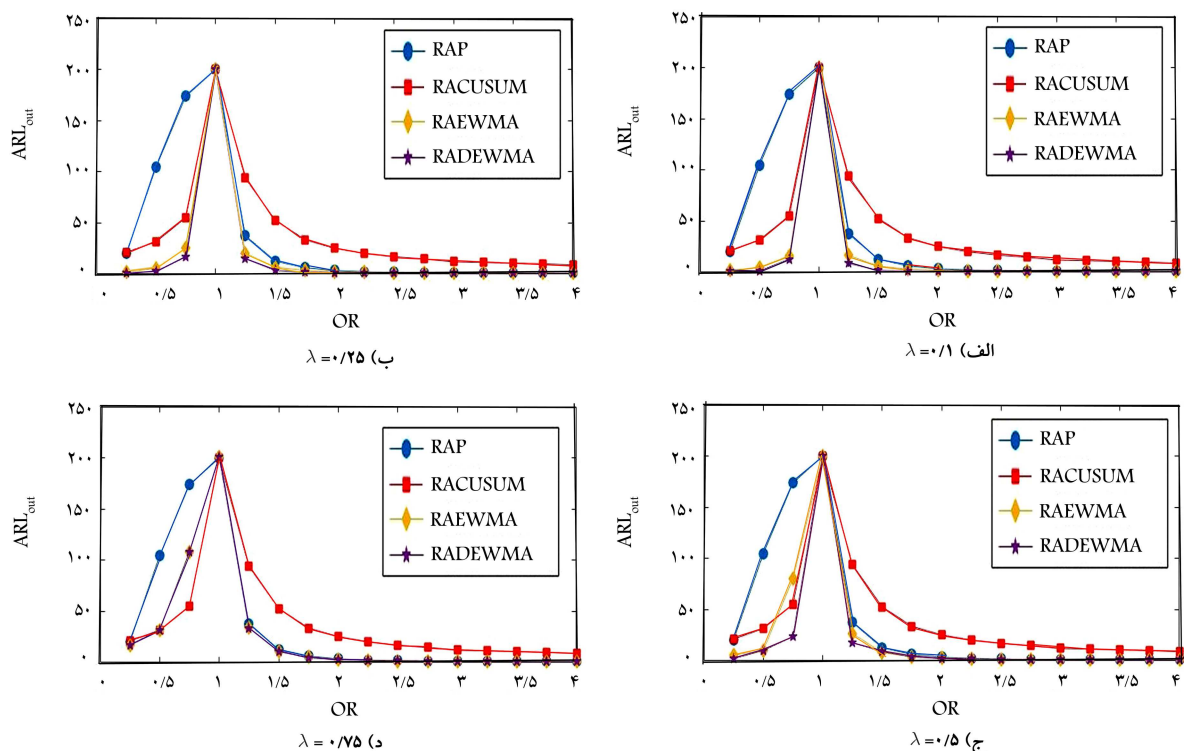 ۲۵۰
۲۰۰
۱۵۰
۱۰۰
۵۰
۰
ARLout
RAP
RACUSUM
RAEWMA
RADEWMA
۰ ۰/۵ ۱ ۱/۵ ۲ ۲/۵ ۳ ۳/۵ ۴
OR
الف) λ =۰/۱
۲۵۰
۲۰۰
۱۵۰
۱۰۰
۵۰
۰
ARLout
RAP
RACUSUM
RAEWMA
RADEWMA
۰ ۰/۵ ۱ ۱/۵ ۲ ۲/۵ ۳ ۳/۵ ۴
OR
ب) λ =۰/۲۵
۲۵۰
۲۰۰
۱۵۰
۱۰۰
۵۰
۰
ARLout
RAP
RACUSUM
RAEWMA
RADEWMA
۰ ۰/۵ ۱ ۱/۵ ۲ ۲/۵ ۳ ۳/۵ ۴
OR
ج) λ =۰/۵
۲۵۰
۲۰۰
۱۵۰
۱۰۰
۵۰
۰
ARLout
RAP
RACUSUM
RAEWMA
RADEWMA
۰ ۰/۵ ۱ ۱/۵ ۲ ۲/۵ ۳ ۳/۵ ۴
OR
د) λ = ۰/۷۵